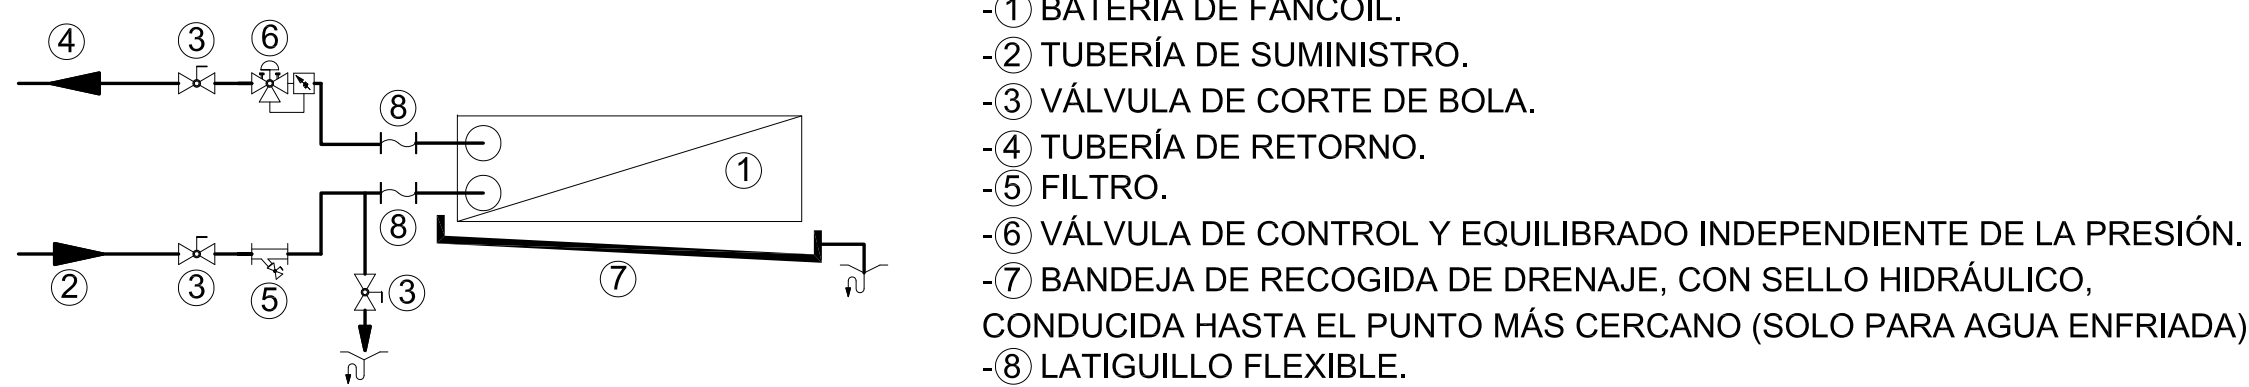 -① BATERÍA DE FANCOIL.
④ ③ ⑥
-② TUBERÍA DE SUMINISTRO.
⑧
-③ VÁLVULA DE CORTE DE BOLA.
-④ TUBERÍA DE RETORNO.
①
-⑤ FILTRO.
⑧
-⑥ VÁLVULA DE CONTROL Y EQUILIBRADO INDEPENDIENTE DE LA PRESIÓN.
② ③ ⑤ ③ ⑦
-⑦ BANDEJA DE RECOGIDA DE DRENAJE, CON SELLO HIDRÁULICO,
CONDUCIDA HASTA EL PUNTO MÁS CERCANO (SOLO PARA AGUA ENFRIADA)
-⑧ LATIGUILLO FLEXIBLE.